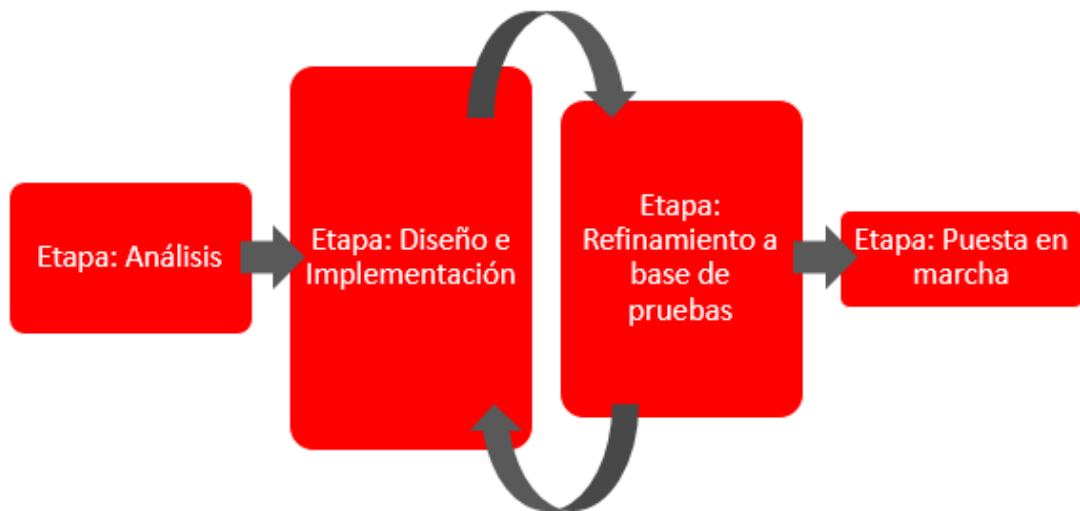 Etapa: Análisis
Etapa: Diseño e
Implementación
Etapa:
Refinamiento a
base de
pruebas
Etapa: Puesta en
marcha